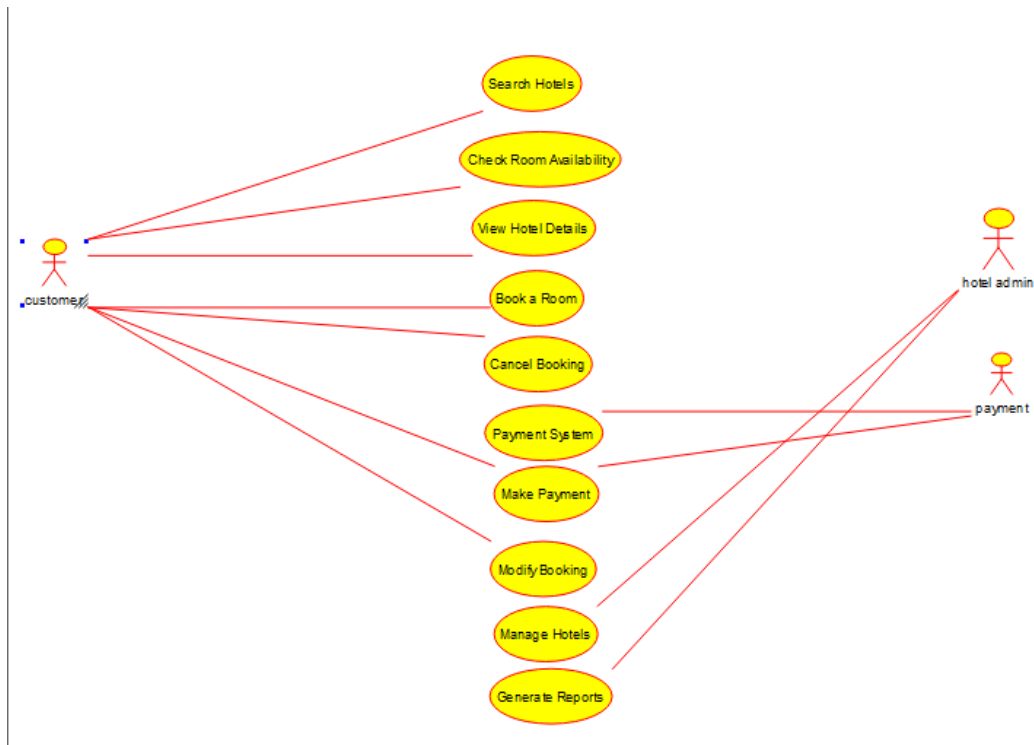 Search Hotels
Check Room Availability
View Hotel Details
hotel admin
customer
Book a Room
Cancel Booking
payment
Payment System
Make Payment
Modify Booking
Manage Hotels
Generate Reports